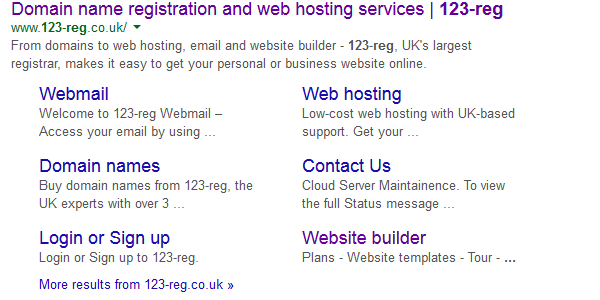 Domain name registration and web hosting services | 123-reg
www.123-reg.co.uk/
From domains to web hosting, email and website builder - 123-reg, UK's largest
registrar, makes it easy to get your personal or business website online.
Webmail
Welcome to 123-reg Webmail –
Access your email by using ...
Web hosting
Low-cost web hosting with UK-based
support. Get your ...
Domain names
Buy domain names from 123-reg, the
UK experts with over 3 ...
Contact Us
Cloud Server Maintainence. To view
the full Status message ...
Login or Sign up
Login or Sign up to 123-reg.
Website builder
Plans - Website templates - Tour - ...
More results from 123-reg.co.uk »